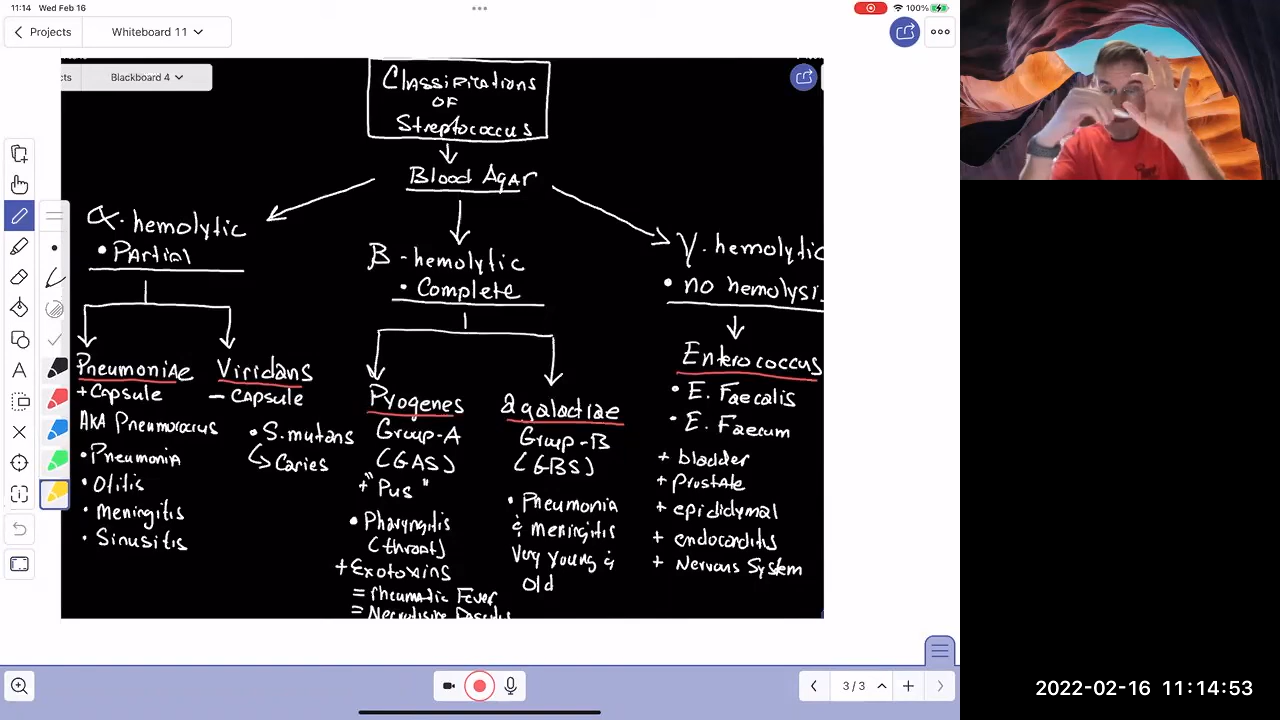 11:14 Wed Feb 16
100%
Projects
Whiteboard 11
cts
Blackboard 4
Classifications
OF
Streptococcus
Blood Agar
α-hemolytic
• Partial
β-hemolytic
• Complete
γ-hemolytic
• no hemolysi
Pneumoniae
+ Capsule
AKA Pneumococcus
• Pneumonia
• Otitis
• Meningitis
• Sinusitis
Viridans
- Capsule
• S. mutans
↳ Caries
Pyogenes
Group-A
(GAS)
+ "Pus"
• Pharyngitis
(throat)
+ Exotoxins
= Rheumatic Fever
agalactiae
Group-B
(GBS)
• Pneumonia
& meningitis
Very young &
old
Enterococcus
• E. Faecalis
• E. Faecum
+ bladder
+ prostate
+ epididymal
+ endocarditis
+ Nervous System
A
3/3
2022-02-16 11:14:53